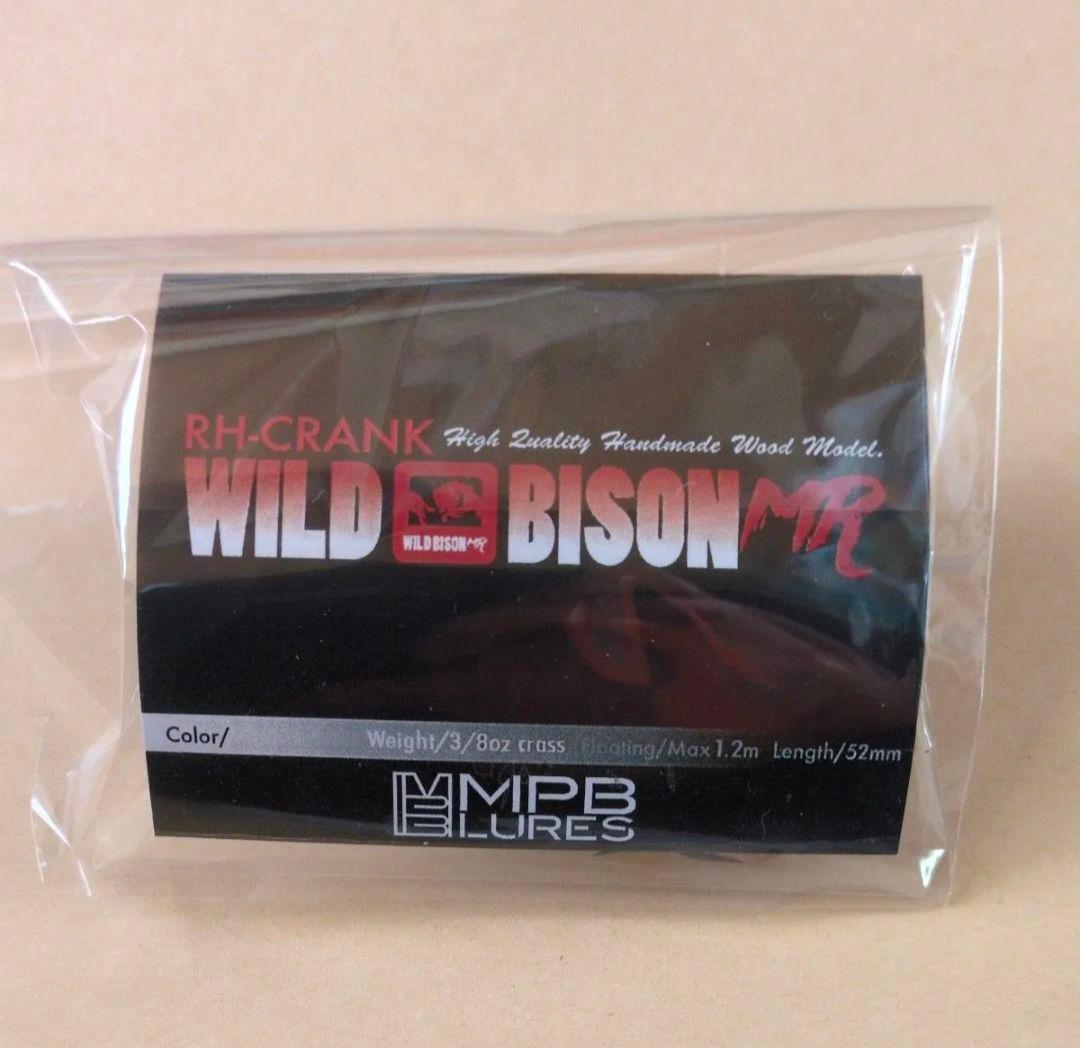 RH-CRANK High Quality Handmade Wood Model.
WILD WILD BISON MR BISON MR
Color/ Weight/3/8oz crass Floating/Max 1.2m Length/52mm
MPB
LURES